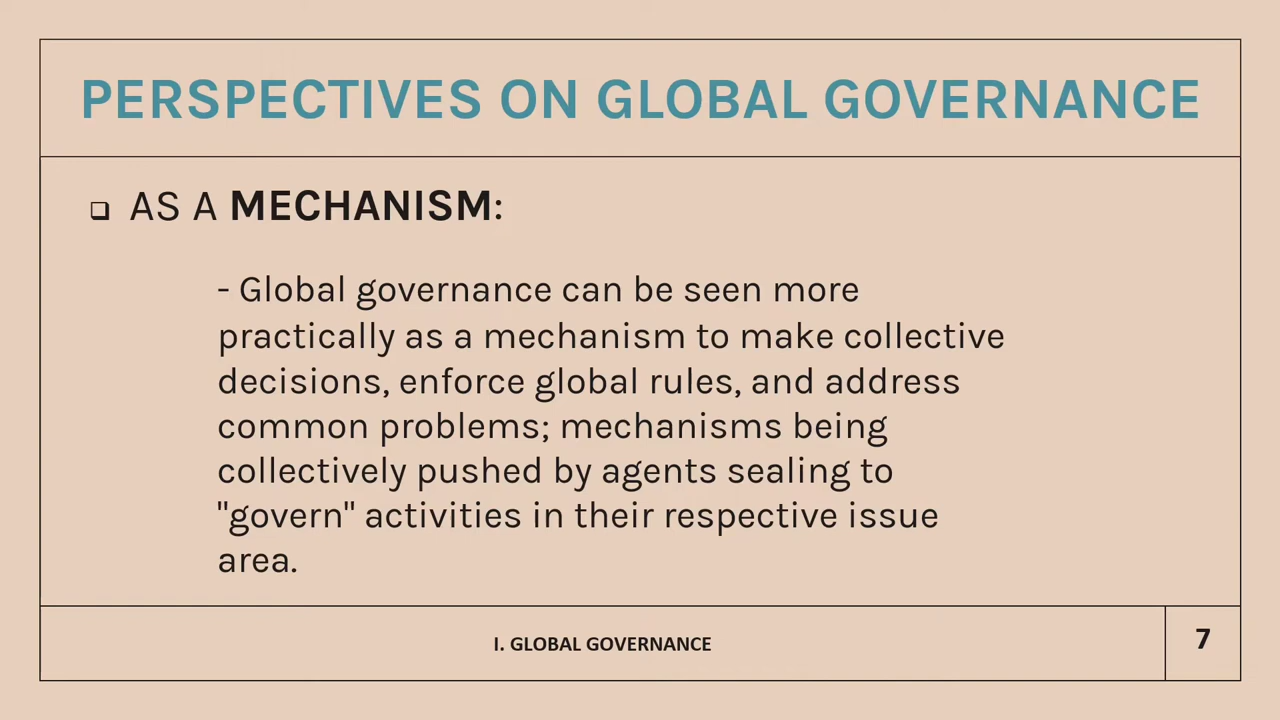 PERSPECTIVES ON GLOBAL GOVERNANCE
❑ AS A MECHANISM:
- Global governance can be seen more
practically as a mechanism to make collective
decisions, enforce global rules, and address
common problems; mechanisms being
collectively pushed by agents sealing to
"govern" activities in their respective issue
area.
I. GLOBAL GOVERNANCE
7